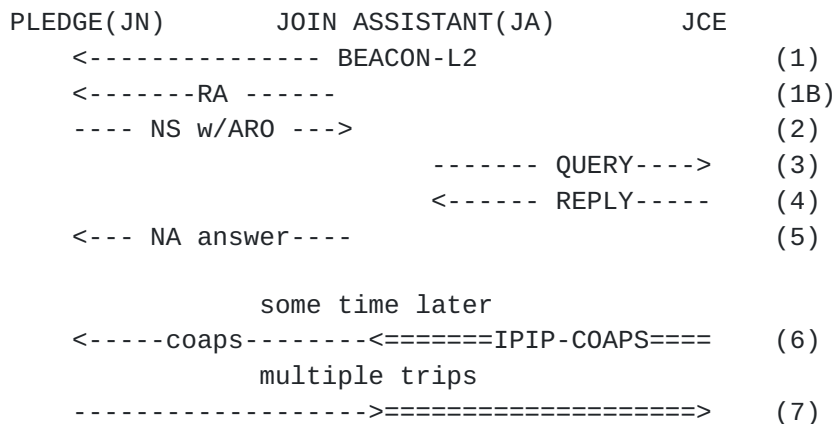 PLEDGE(JN)       JOIN ASSISTANT(JA)        JCE
    <--------------- BEACON-L2                  (1)
    <-------RA ------                           (1B)
    ---- NS w/ARO --->                          (2)
                          ------- QUERY---->    (3)
                          <------ REPLY-----    (4)
    <--- NA answer----                          (5)
               some time later
    <-----coaps--------<=======IPIP-COAPS====   (6)
               multiple trips
    ------------------>====================>    (7)